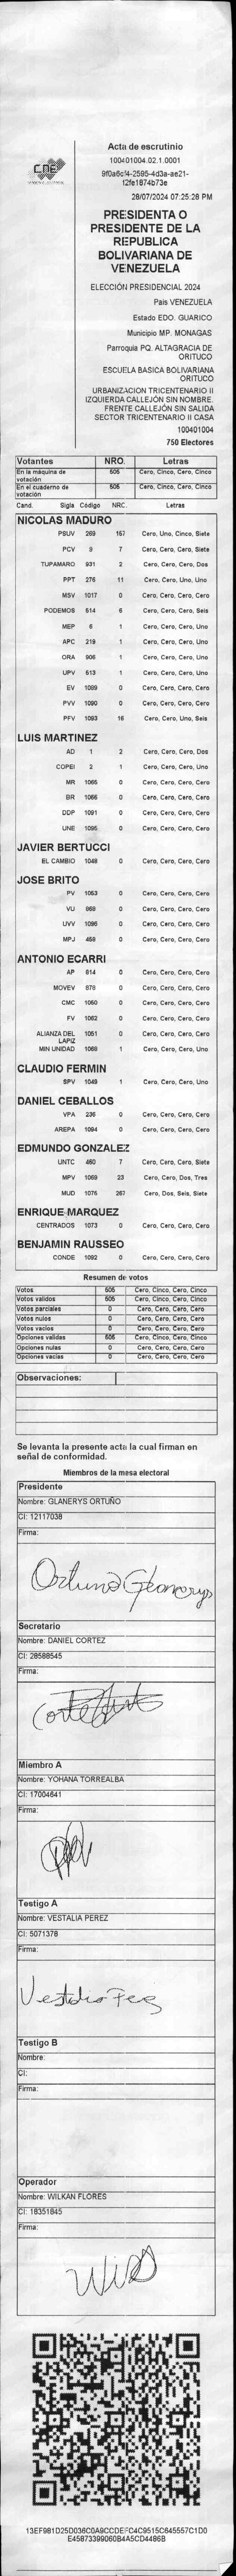 Acta de escrutinio
100401004.02.1.0001
9f0a6cf4-2595-4d3a-ae21-
f2fe1874b73e
28/07/2024 07:25:28 PM
CNE
PRESIDENTA O
PRESIDENTE DE LA
REPUBLICA
BOLIVARIANA DE
VENEZUELA
ELECCIÓN PRESIDENCIAL 2024
Pais VENEZUELA
Estado EDO. GUARICO
Municipio MP. MONAGAS
Parroquia PQ. ALTAGRACIA DE
ORITUCO
ESCUELA BASICA BOLIVARIANA
ORITUCO
URBANIZACION TRICENTENARIO II
IZQUIERDA CALLEJÓN SIN NOMBRE.
FRENTE CALLEJÓN SIN SALIDA
SECTOR TRICENTENARIO II CASA
100401004
750 Electores
Votantes NRO. Letras
En la máquina de votación 505 Cero, Cinco, Cero, Cinco
En el cuaderno de votación 505 Cero, Cinco, Cero, Cinco
Cand. Sigla Código NRC. Letras
NICOLAS MADURO
PSUV 269 157 Cero, Uno, Cinco, Siete
PCV 9 7 Cero, Cero, Cero, Siete
TUPAMARO 931 2 Cero, Cero, Cero, Dos
PPT 276 11 Cero, Cero, Uno, Uno
MSV 1017 0 Cero, Cero, Cero, Cero
PODEMOS 514 6 Cero, Cero, Cero, Seis
MEP 6 1 Cero, Cero, Cero, Uno
APC 219 1 Cero, Cero, Cero, Uno
ORA 906 1 Cero, Cero, Cero, Uno
UPV 513 1 Cero, Cero, Cero, Uno
EV 1089 0 Cero, Cero, Cero, Cero
PVV 1090 0 Cero, Cero, Cero, Cero
PFV 1093 16 Cero, Cero, Uno, Seis
LUIS MARTINEZ
AD 1 2 Cero, Cero, Cero, Dos
COPEI 2 1 Cero, Cero, Cero, Uno
MR 1065 0 Cero, Cero, Cero, Cero
BR 1066 0 Cero, Cero, Cero, Cero
DDP 1091 0 Cero, Cero, Cero, Cero
UNE 1095 0 Cero, Cero, Cero, Cero
JAVIER BERTUCCI
EL CAMBIO 1048 0 Cero, Cero, Cero, Cero
JOSE BRITO
PV 1053 0 Cero, Cero, Cero, Cero
VU 868 0 Cero, Cero, Cero, Cero
UVV 1096 0 Cero, Cero, Cero, Cero
MPJ 458 0 Cero, Cero, Cero, Cero
ANTONIO ECARRI
AP 814 0 Cero, Cero, Cero, Cero
MOVEV 878 0 Cero, Cero, Cero, Cero
CMC 1050 0 Cero, Cero, Cero, Cero
FV 1052 0 Cero, Cero, Cero, Cero
ALIANZA DEL LAPIZ 1051 0 Cero, Cero, Cero, Cero
MIN UNIDAD 1068 1 Cero, Cero, Cero, Uno
CLAUDIO FERMIN
SPV 1049 1 Cero, Cero, Cero, Uno
DANIEL CEBALLOS
VPA 236 0 Cero, Cero, Cero, Cero
AREPA 1094 0 Cero, Cero, Cero, Cero
EDMUNDO GONZALEZ
UNTC 460 7 Cero, Cero, Cero, Siete
MPV 1069 23 Cero, Cero, Dos, Tres
MUD 1075 267 Cero, Dos, Seis, Siete
ENRIQUE MARQUEZ
CENTRADOS 1073 0 Cero, Cero, Cero, Cero
BENJAMIN RAUSSEO
CONDE 1092 0 Cero, Cero, Cero, Cero
Resumen de votos
Votos 505 Cero, Cinco, Cero, Cinco
Votos validos 505 Cero, Cinco, Cero, Cinco
Votos parciales 0 Cero, Cero, Cero, Cero
Votos nulos 0 Cero, Cero, Cero, Cero
Votos vacios 0 Cero, Cero, Cero, Cero
Opciones validas 505 Cero, Cinco, Cero, Cinco
Opciones nulas 0 Cero, Cero, Cero, Cero
Opciones vacias 0 Cero, Cero, Cero, Cero
Observaciones:
Se levanta la presente acta la cual firman en
señal de conformidad.
Miembros de la mesa electoral
Presidente
Nombre: GLANERYS ORTUÑO
CI: 12117038
Firma:
Ortuño Glanerys
Secretario
Nombre: DANIEL CORTEZ
CI: 28588545
Firma:
Miembro A
Nombre: YOHANA TORREALBA
CI: 17004641
Firma:
Testigo A
Nombre: VESTALIA PEREZ
CI: 5071378
Firma:
Testigo B
Nombre:
CI:
Firma:
Operador
Nombre: WILKAN FLORES
CI: 18351845
Firma:
13EF981D25D036C0A9CCDEFC4C9515C645557C1D0
E45873399060B4A5CD4486B